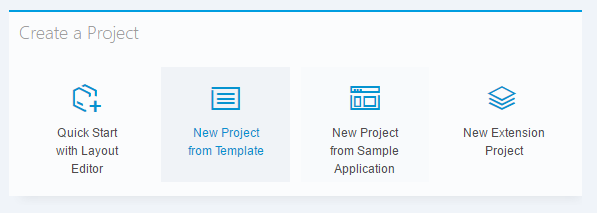 Create a Project
Quick Start
with Layout
Editor
New Project
from Template
New Project
from Sample
Application
New Extension
Project